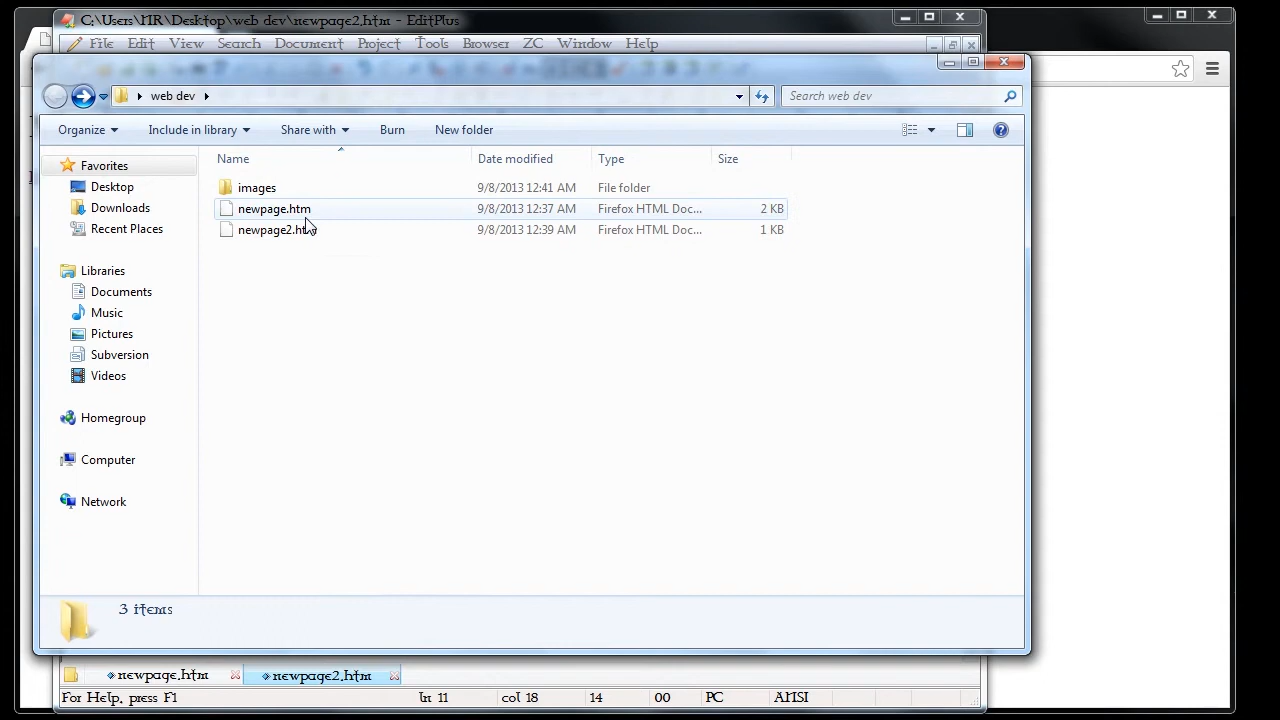 C:\Users\HR\Desktop\web dev\newpage2.htm - EditPlus
File Edit View Search Document Project Tools Browser ZC Window Help
web dev
Search web dev
Organize Include in library Share with Burn New folder
Name Date modified Type Size
Favorites
Desktop
Downloads
Recent Places
Libraries
Documents
Music
Pictures
Subversion
Videos
Homegroup
Computer
Network
images 9/8/2013 12:41 AM File folder
newpage.htm 9/8/2013 12:37 AM Firefox HTML Doc... 2 KB
newpage2.htm 9/8/2013 12:39 AM Firefox HTML Doc... 1 KB
3 items
newpage.htm newpage2.htm
For Help, press F1 ln 11 col 18 14 00 PC ANSI